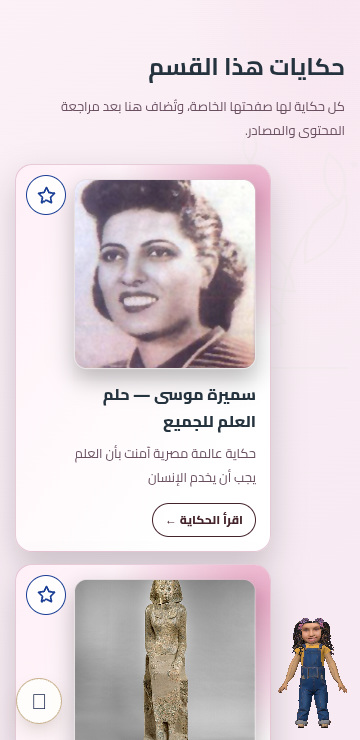 حكايات هذا القسم
كل حكاية لها صفحتها الخاصة، وتُضاف هنا بعد مراجعة
المحتوى والمصادر.
سميرة موسى — حلم
العلم للجميع
حكاية عالمة مصرية آمنت بأن العلم
يجب أن يخدم الإنسان
اقرأ الحكاية ←